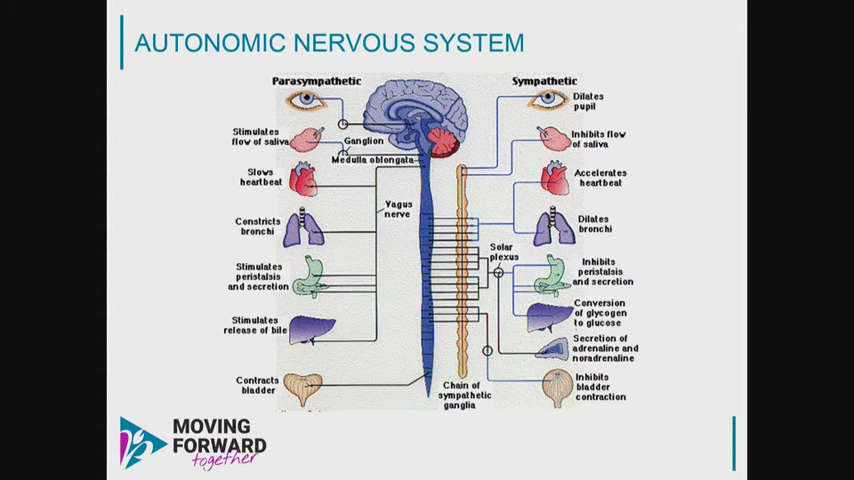 AUTONOMIC NERVOUS SYSTEM
Parasympathetic
Sympathetic
Dilates
pupil
Stimulates
flow of saliva
Ganglion
Medulla oblongata
Inhibits flow
of saliva
Slows
heartbeat
Accelerates
heartbeat
Vagus
nerve
Constricts
bronchi
Dilates
bronchi
Solar
plexus
Stimulates
peristalsis
and secretion
Inhibits
peristalsis
and secretion
Stimulates
release of bile
Conversion
of glycogen
to glucose
Secretion of
adrenaline and
noradrenaline
Contracts
bladder
Chain of
sympathetic
ganglia
Inhibits
bladder
contraction
MOVING
FORWARD
together